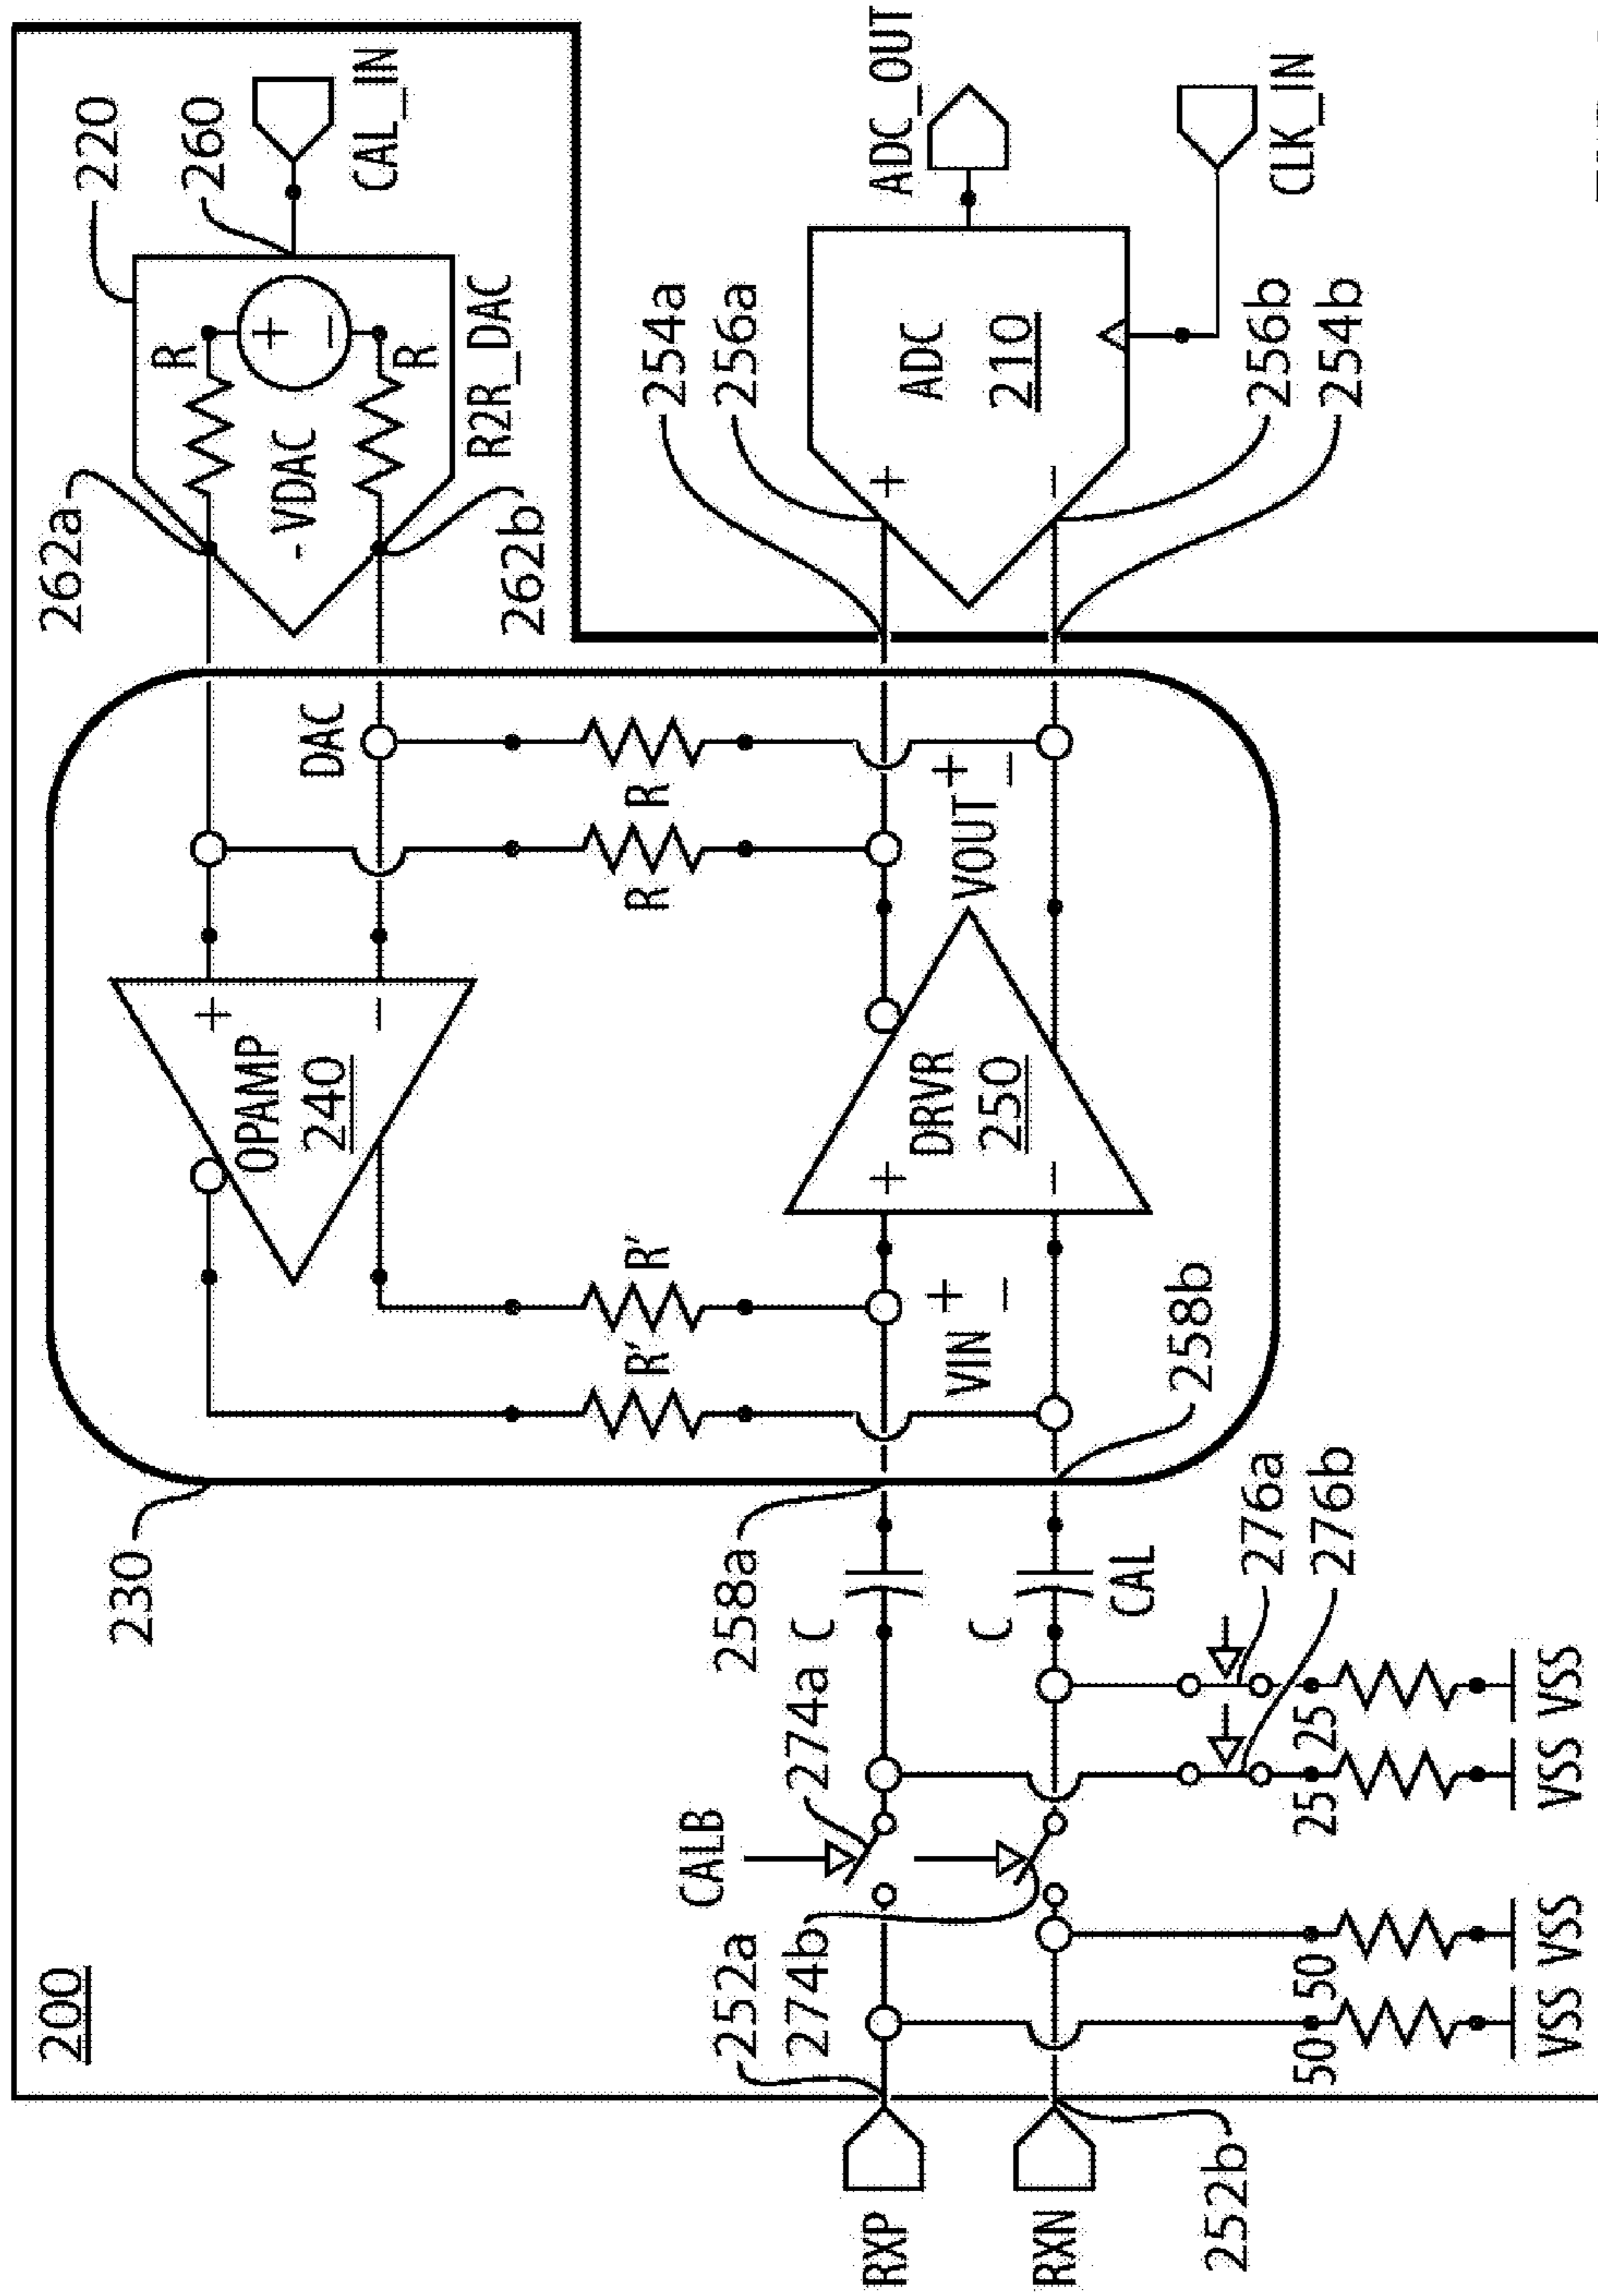 200
230
220
260
262a
262b
R
R
-VDAC
+
−
R2R_DAC
CAL_IN
DAC
OPAMP
240
+
−
R'
R'
R
R
254a
256a
ADC
210
+
−
256b
254b
ADC_OUT
CLK_IN
DRVR
250
+
−
VOUT
+
−
VIN
+
−
258a
258b
C
C
CAL
CALB
274a
274b
276a
276b
252a
252b
RXP
RXN
50
50
25
25
VSS
VSS
VSS
VSS